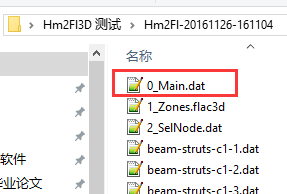 › Hm2Fl3D 测试 › Hm2Fl-20161126-161104
名称
0_Main.dat
1_Zones.flac3d
2_SelNode.dat
beam-struts-c1-1.dat
软件
beam-struts-c1-2.dat
毕业论文
beam-struts-c1-3.dat